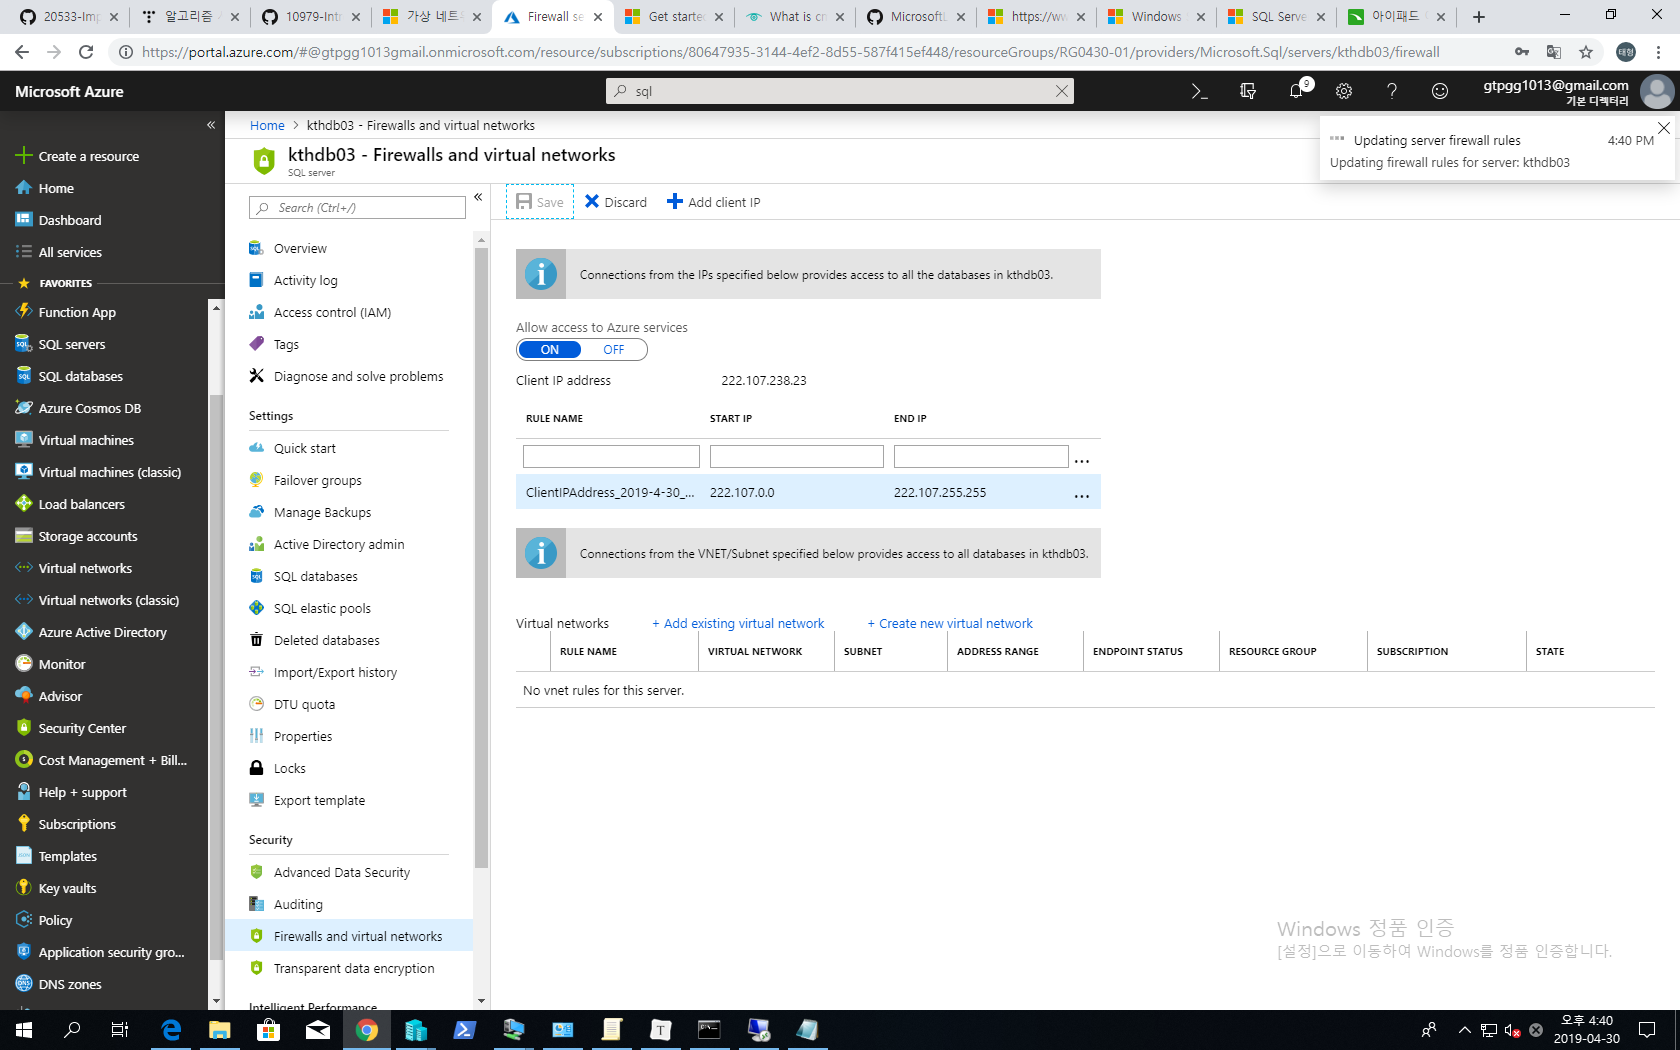 20533-Imp
알고리즘
10979-Intr
가상 네트워
Firewall se
Get starte
What is cr
MicrosoftL
https://ww
Windows
SQL Serve
아이패드
https://portal.azure.com/#@gtpgg1013gmail.onmicrosoft.com/resource/subscriptions/80647935-3144-4ef2-8d55-587f415ef448/resourceGroups/RG0430-01/providers/Microsoft.Sql/servers/kthdb03/firewall
태형
Microsoft Azure
sql
9
gtpgg1013@gmail.com
기본 디렉터리
Create a resource
Home
Dashboard
All services
FAVORITES
Function App
SQL servers
SQL databases
Azure Cosmos DB
Virtual machines
Virtual machines (classic)
Load balancers
Storage accounts
Virtual networks
Virtual networks (classic)
Azure Active Directory
Monitor
Advisor
Security Center
Cost Management + Bill...
Help + support
Subscriptions
Templates
Key vaults
Policy
Application security gro...
DNS zones
Home > kthdb03 - Firewalls and virtual networks
kthdb03 - Firewalls and virtual networks
SQL server
Updating server firewall rules 4:40 PM
Updating firewall rules for server: kthdb03
Search (Ctrl+/)
Overview
Activity log
Access control (IAM)
Tags
Diagnose and solve problems
Settings
Quick start
Failover groups
Manage Backups
Active Directory admin
SQL databases
SQL elastic pools
Deleted databases
Import/Export history
DTU quota
Properties
Locks
Export template
Security
Advanced Data Security
Auditing
Firewalls and virtual networks
Transparent data encryption
Intelligent Performance
Save Discard Add client IP
Connections from the IPs specified below provides access to all the databases in kthdb03.
Allow access to Azure services
ON OFF
Client IP address 222.107.238.23
RULE NAME START IP END IP
...
ClientIPAddress_2019-4-30_... 222.107.0.0 222.107.255.255 ...
Connections from the VNET/Subnet specified below provides access to all databases in kthdb03.
Virtual networks + Add existing virtual network + Create new virtual network
RULE NAME VIRTUAL NETWORK SUBNET ADDRESS RANGE ENDPOINT STATUS RESOURCE GROUP SUBSCRIPTION STATE
No vnet rules for this server.
Windows 정품 인증
[설정]으로 이동하여 Windows를 정품 인증합니다.
오후 4:40
2019-04-30